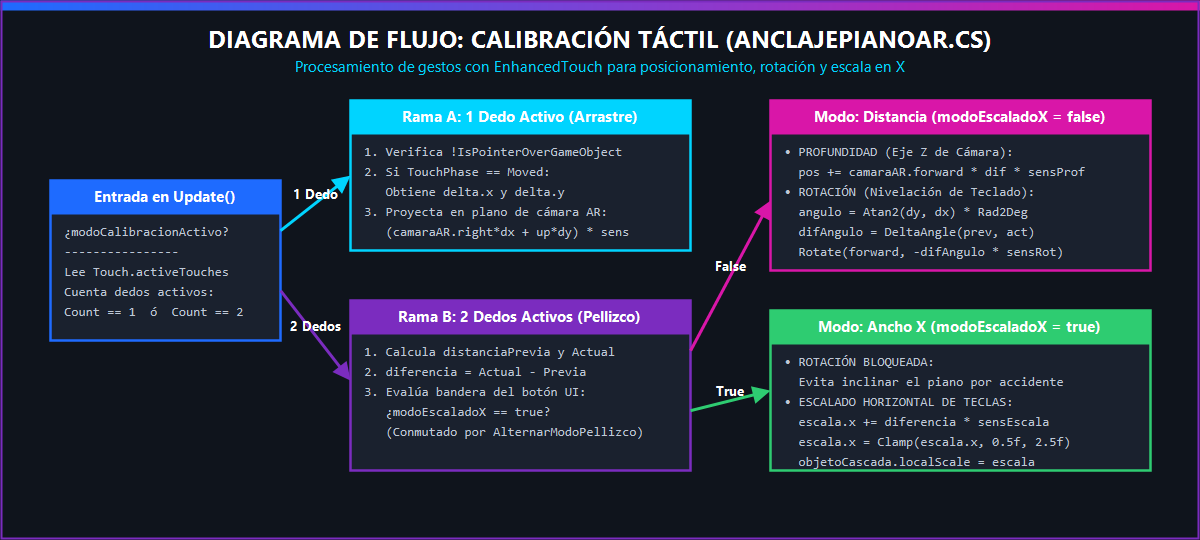 DIAGRAMA DE FLUJO: CALIBRACIÓN TÁCTIL (ANCLAJEPIANOAR.CS)
Procesamiento de gestos con EnhancedTouch para posicionamiento, rotación y escala en X
Entrada en Update()
¿modoCalibracionActivo?
----------------
Lee Touch.activeTouches
Cuenta dedos activos:
Count == 1  ó  Count == 2
1 Dedo
2 Dedos
Rama A: 1 Dedo Activo (Arrastre)
1. Verifica !IsPointerOverGameObject
2. Si TouchPhase == Moved:
Obtiene delta.x y delta.y
3. Proyecta en plano de cámara AR:
(camaraAR.right*dx + up*dy) * sens
Rama B: 2 Dedos Activos (Pellizco)
1. Calcula distanciaPrevia y Actual
2. diferencia = Actual - Previa
3. Evalúa bandera del botón UI:
¿modoEscaladoX == true?
(Conmutado por AlternarModoPellizco)
False
True
Modo: Distancia (modoEscaladoX = false)
• PROFUNDIDAD (Eje Z de Cámara):
pos += camaraAR.forward * dif * sensProf
• ROTACIÓN (Nivelación de Teclado):
angulo = Atan2(dy, dx) * Rad2Deg
difAngulo = DeltaAngle(prev, act)
Rotate(forward, -difAngulo * sensRot)
Modo: Ancho X (modoEscaladoX = true)
• ROTACIÓN BLOQUEADA:
Evita inclinar el piano por accidente
• ESCALADO HORIZONTAL DE TECLAS:
escala.x += diferencia * sensEscala
escala.x = Clamp(escala.x, 0.5f, 2.5f)
objetoCascada.localScale = escala